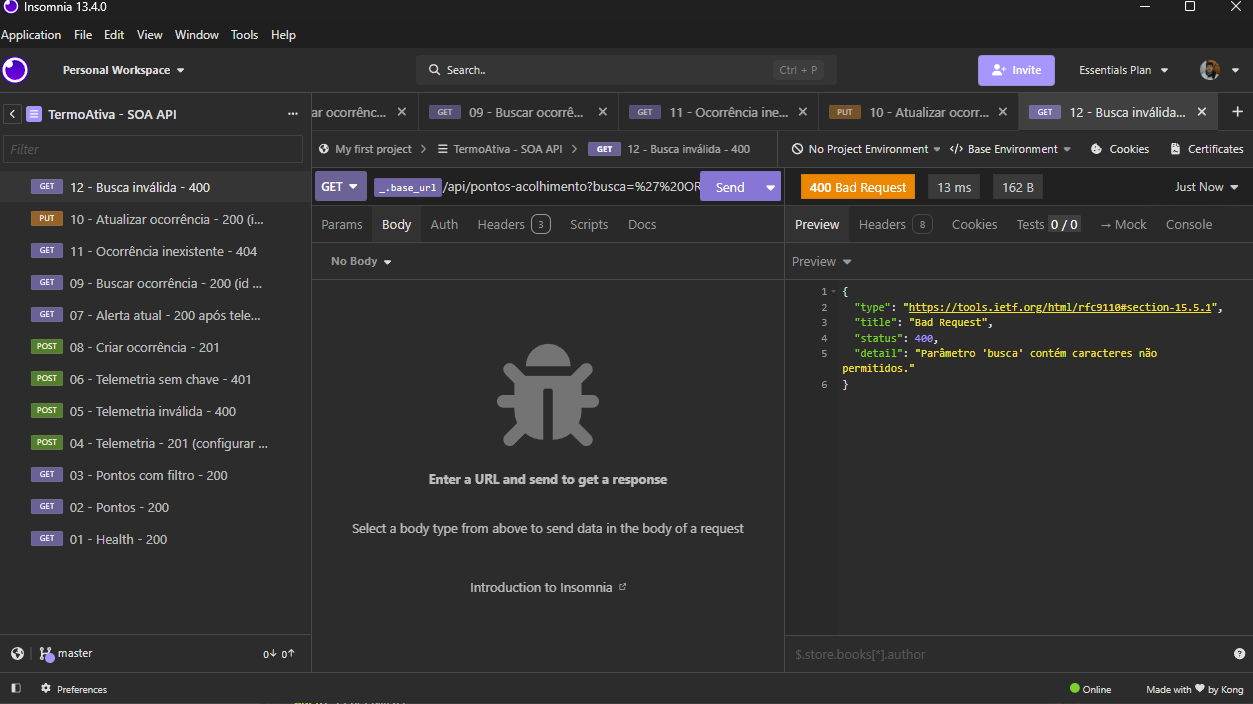 Insomnia 13.4.0
Application File Edit View Window Tools Help
Personal Workspace
Search..
Ctrl + P
Invite
Essentials Plan
TermoAtiva - SOA API
Filter
GET 12 - Busca inválida - 400
PUT 10 - Atualizar ocorrência - 200 (i...
GET 11 - Ocorrência inexistente - 404
GET 09 - Buscar ocorrência - 200 (id ...
GET 07 - Alerta atual - 200 após tele...
POST 08 - Criar ocorrência - 201
POST 06 - Telemetria sem chave - 401
POST 05 - Telemetria inválida - 400
POST 04 - Telemetria - 201 (configurar ...
GET 03 - Pontos com filtro - 200
GET 02 - Pontos - 200
GET 01 - Health - 200
master
0 0
ar ocorrênc...
GET 09 - Buscar ocorrê...
GET 11 - Ocorrência ine...
PUT 10 - Atualizar ocorr...
GET 12 - Busca inválida...
My first project > TermoAtiva - SOA API > GET 12 - Busca inválida - 400
GET _.base_url /api/pontos-acolhimento?busca=%27%20OR
Send
Params Body Auth Headers 3 Scripts Docs
No Body
Enter a URL and send to get a response
Select a body type from above to send data in the body of a request
Introduction to Insomnia
No Project Environment
Base Environment
Cookies
Certificates
400 Bad Request 13 ms 162 B
Just Now
Preview Headers 8 Cookies Tests 0 / 0 → Mock Console
Preview
1 {
2 "type": "https://tools.ietf.org/html/rfc9110#section-15.5.1",
3 "title": "Bad Request",
4 "status": 400,
5 "detail": "Parâmetro 'busca' contém caracteres não
permitidos."
6 }
$.store.books[*].author
Preferences
Online
Made with ♥ by Kong